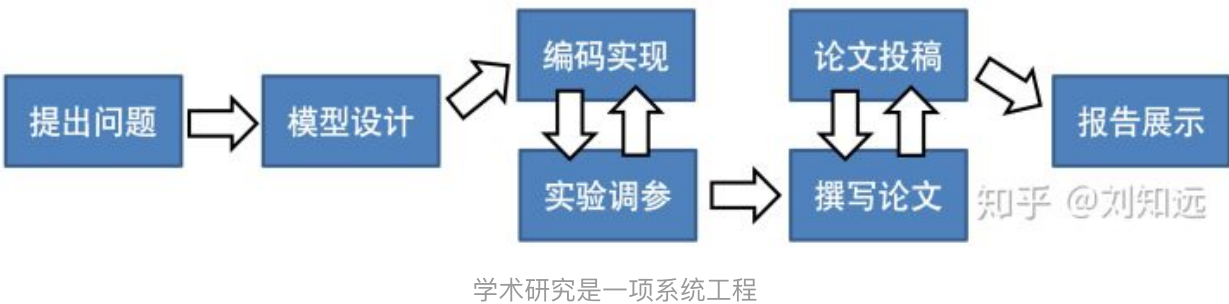 提出问题
模型设计
编码实现
实验调参
论文投稿
撰写论文
报告展示
知乎 @刘知远
学术研究是一项系统工程